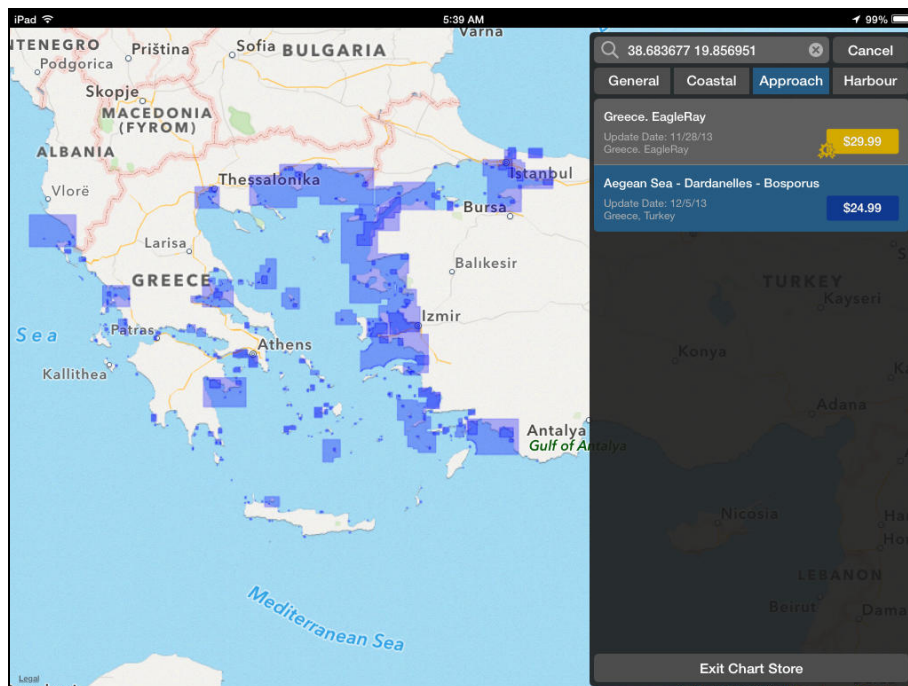 iPad
5:39 AM
99%
NTENEGRO
Podgorica
Priština
Sofia
BULGARIA
Varna
Skopje
MACEDONIA
(FYROM)
ALBANIA
Vlorë
Thessalonika
Istanbul
Bursa
Larisa
GREECE
Balıkesir
Izmir
Sea
Patras
Athens
Kallithea
Antalya
Gulf of Antalya
Mediterranean Sea
Legal
38.683677 19.856951
Cancel
General
Coastal
Approach
Harbour
Greece. EagleRay
Update Date: 11/28/13
Greece. EagleRay
$29.99
Aegean Sea - Dardanelles - Bosporus
Update Date: 12/5/13
Greece, Turkey
$24.99
TURKEY
Kayseri
Konya
Adana
Nicosia
LEBANON
Beirut
Dama
Exit Chart Store